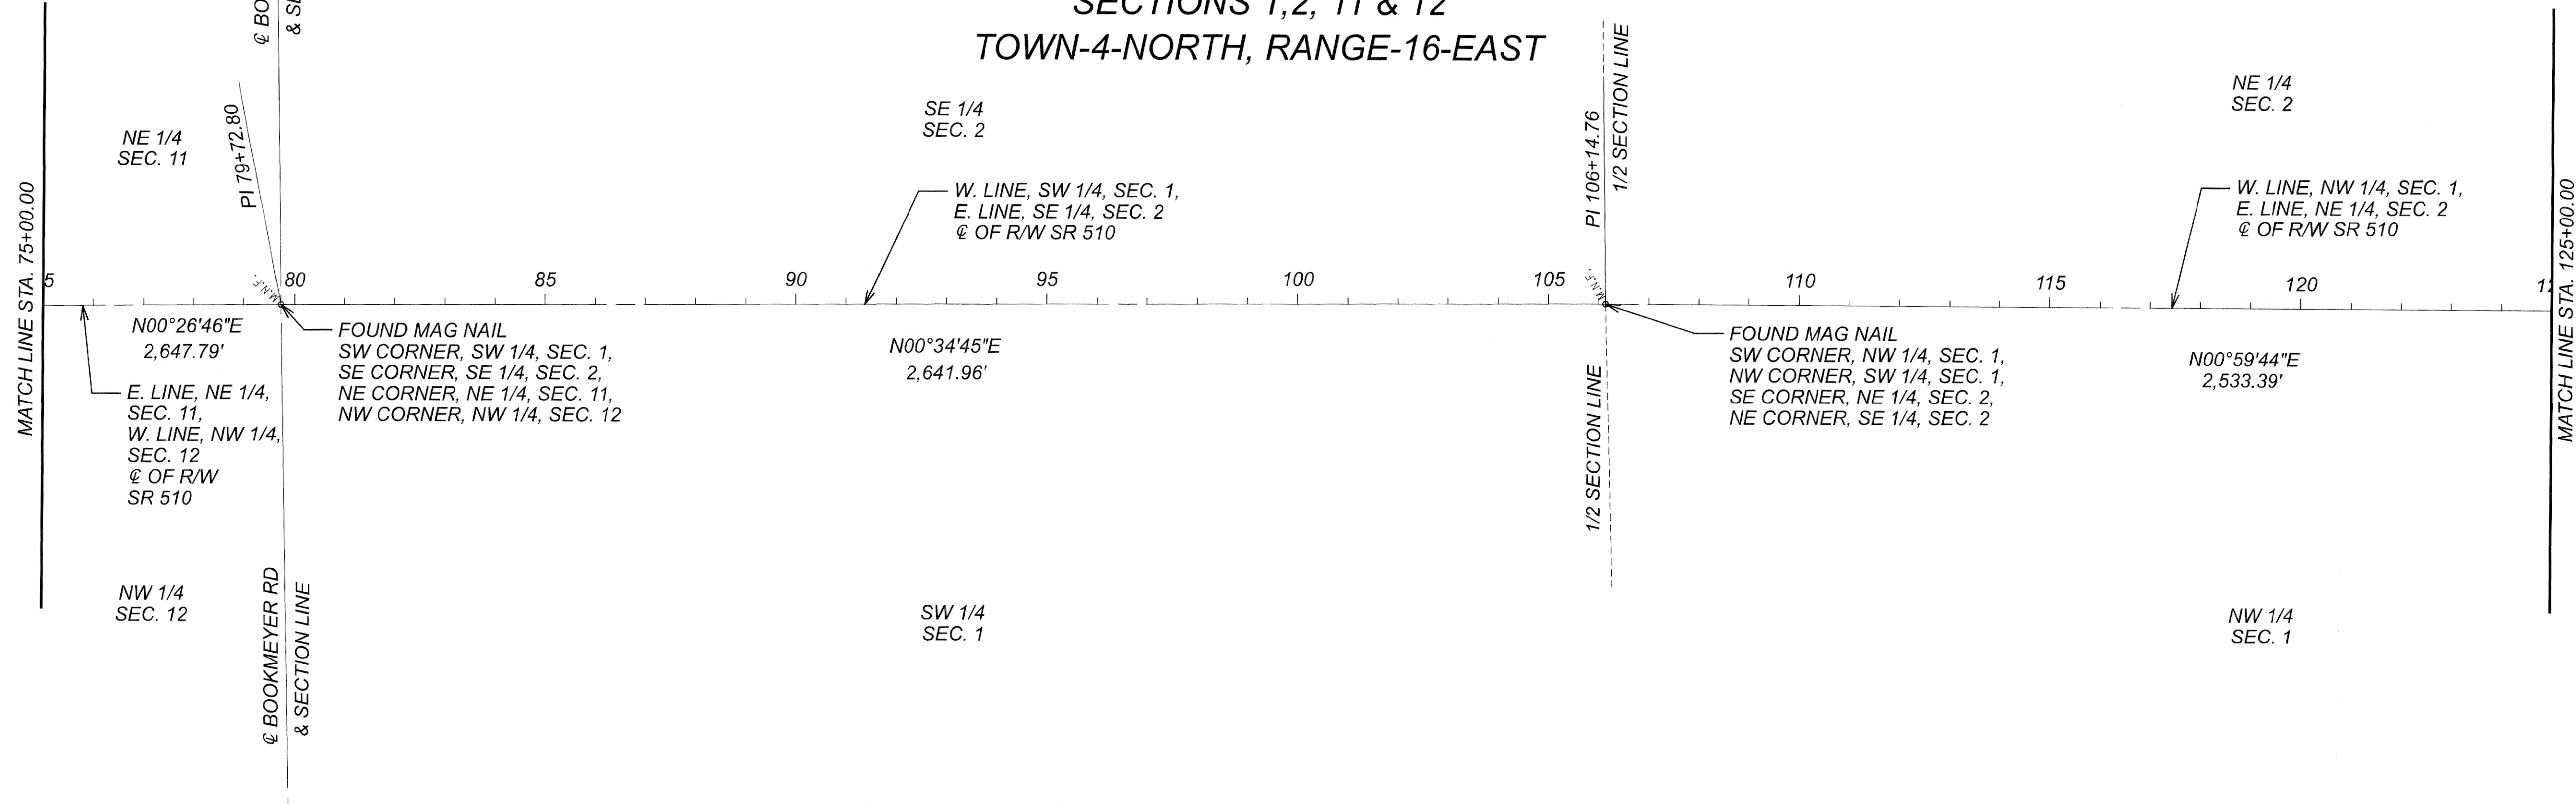 SECTIONS 1,2, 11 & 12
TOWN-4-NORTH, RANGE-16-EAST
℄ BO
& SE
NE 1/4
SEC. 11
PI 79+72.80
SE 1/4
SEC. 2
PI 106+14.76
1/2 SECTION LINE
NE 1/4
SEC. 2
MATCH LINE STA. 75+00.00
W. LINE, SW 1/4, SEC. 1,
E. LINE, SE 1/4, SEC. 2
℄ OF R/W SR 510
W. LINE, NW 1/4, SEC. 1,
E. LINE, NE 1/4, SEC. 2
℄ OF R/W SR 510
MATCH LINE STA. 125+00.00
5
M.N.F.
80
85
90
95
100
105
M.N.F.
110
115
120
12
N00°26'46"E
2,647.79'
FOUND MAG NAIL
SW CORNER, SW 1/4, SEC. 1,
SE CORNER, SE 1/4, SEC. 2,
NE CORNER, NE 1/4, SEC. 11,
NW CORNER, NW 1/4, SEC. 12
N00°34'45"E
2,641.96'
FOUND MAG NAIL
SW CORNER, NW 1/4, SEC. 1,
NW CORNER, SW 1/4, SEC. 1,
SE CORNER, NE 1/4, SEC. 2,
NE CORNER, SE 1/4, SEC. 2
N00°59'44"E
2,533.39'
E. LINE, NE 1/4,
SEC. 11,
W. LINE, NW 1/4,
SEC. 12
℄ OF R/W
SR 510
1/2 SECTION LINE
NW 1/4
SEC. 12
℄ BOOKMEYER RD
& SECTION LINE
SW 1/4
SEC. 1
NW 1/4
SEC. 1